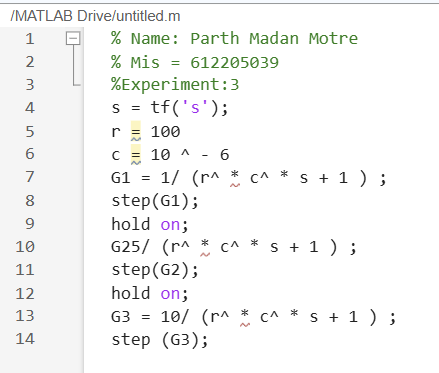 /MATLAB Drive/untitled.m
1 % Name: Parth Madan Motre
2 % Mis = 612205039
3 %Experiment:3
4 s = tf('s');
5 r = 100
6 c = 10 ^ - 6
7 G1 = 1/ (r^ * c^ * s + 1 ) ;
8 step(G1);
9 hold on;
10 G25/ (r^ * c^ * s + 1 ) ;
11 step(G2);
12 hold on;
13 G3 = 10/ (r^ * c^ * s + 1 ) ;
14 step (G3);